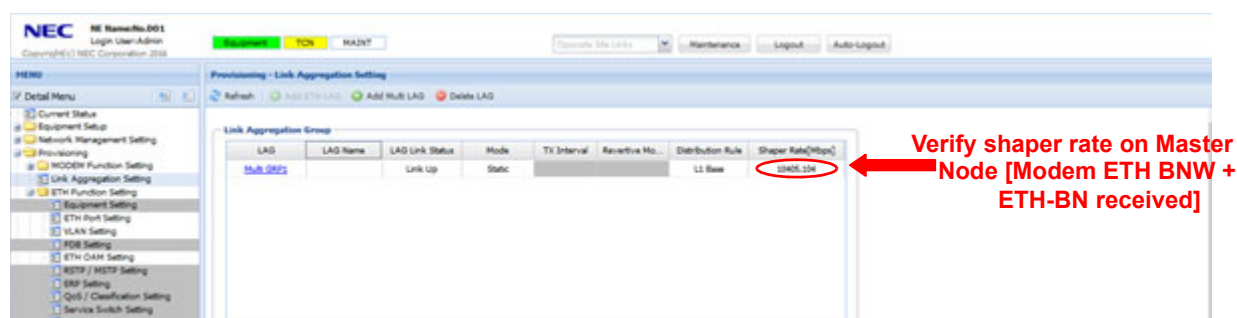 NEC
NE Name:No.001
Login User:Admin
Copyright(c) NEC Corporation 2016
Equipment TCN MAINT
Opposite Site Links Maintenance Logout Auto-Logout
MENU
Provisioning - Link Aggregation Setting
Detail Menu
Refresh Add ETH LAG Add Multi LAG Delete LAG
Current Status
Equipment Setup
Network Management Setting
Provisioning
MODEM Function Setting
Link Aggregation Setting
ETH Function Setting
Equipment Setting
ETH Port Setting
VLAN Setting
FDB Setting
ETH OAM Setting
RSTP / MSTP Setting
ERP Setting
QoS / Classification Setting
Service Switch Setting
Link Aggregation Group
LAG LAG Name LAG Link Status Mode TX Interval Revertive Mo... Distribution Rule Shaper Rate[Mbps]
Multi GRP1 Link Up Static L1 Base 10405.104
Verify shaper rate on Master
Node [Modem ETH BNW +
ETH-BN received]